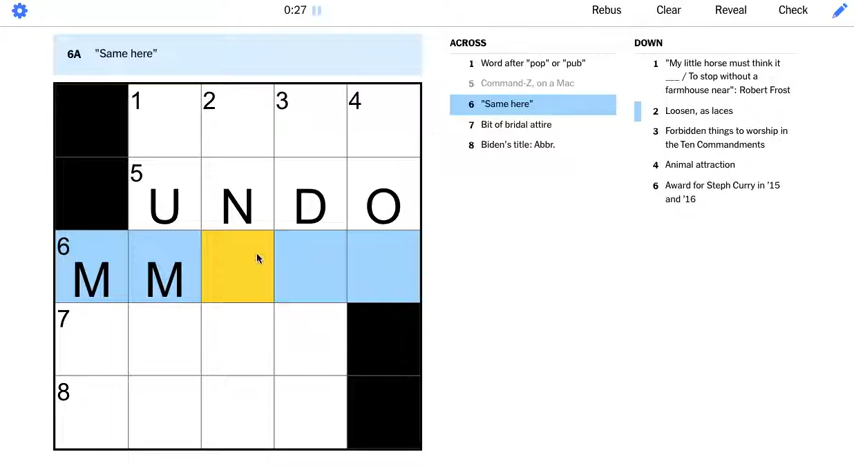 0:27
Rebus
Clear
Reveal
Check
6A "Same here"
1 2 3 4
5
U N D O
6
M M
7
8
ACROSS
1 Word after "pop" or "pub"
5 Command-Z, on a Mac
6 "Same here"
7 Bit of bridal attire
8 Biden's title: Abbr.
DOWN
1 "My little horse must think it
___ / To stop without a
farmhouse near": Robert Frost
2 Loosen, as laces
3 Forbidden things to worship in
the Ten Commandments
4 Animal attraction
6 Award for Steph Curry in '15
and '16